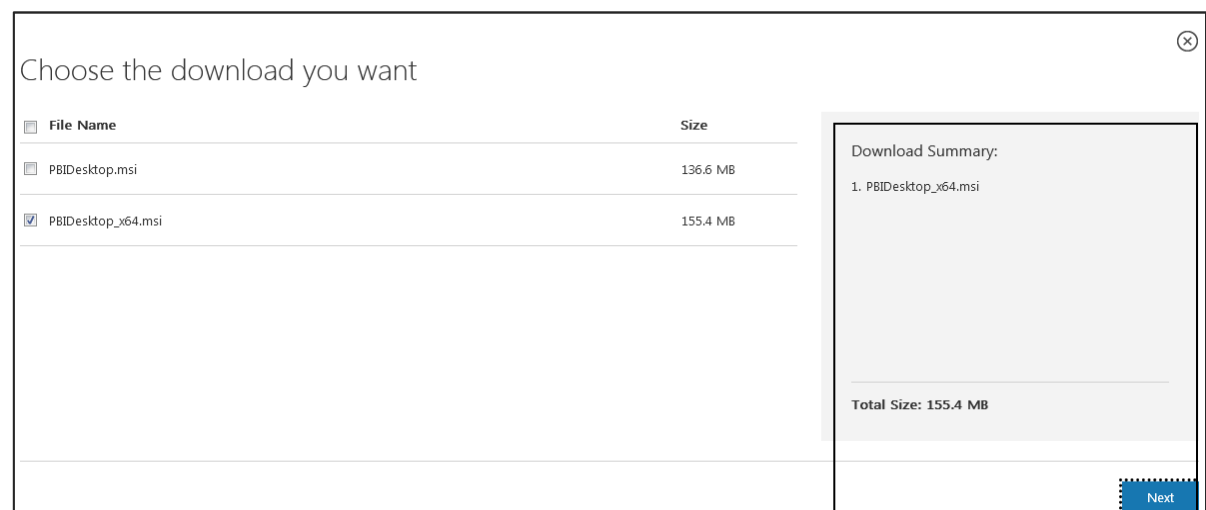 Choose the download you want
File Name Size
PBIDesktop.msi 136.6 MB
PBIDesktop_x64.msi 155.4 MB
Download Summary:
1. PBIDesktop_x64.msi
Total Size: 155.4 MB
Next